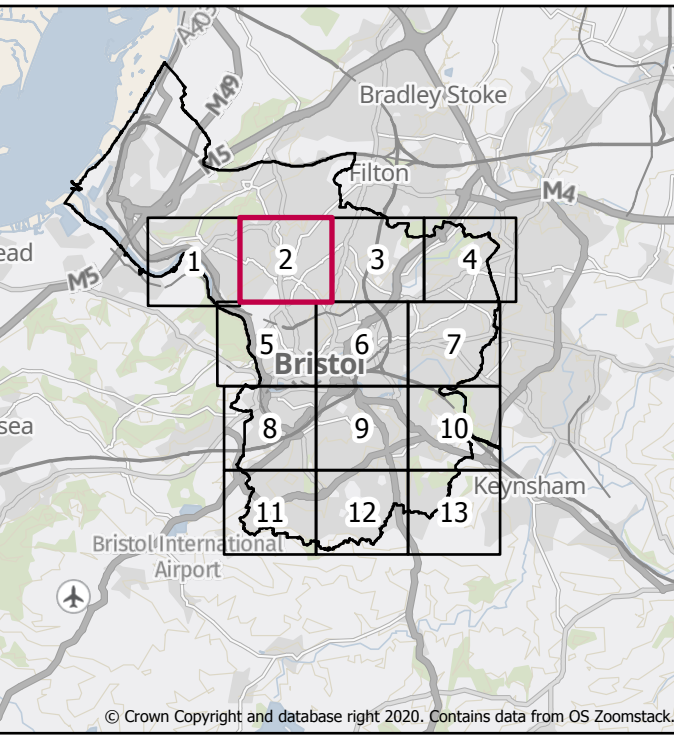 A403
M49
Bradley Stoke
M5
Filton
M4
ead
1
2
3
4
M5
5
6
7
Bristol
sea
8
9
10
Keynsham
11
12
13
Bristol International
Airport
© Crown Copyright and database right 2020. Contains data from OS Zoomstack.